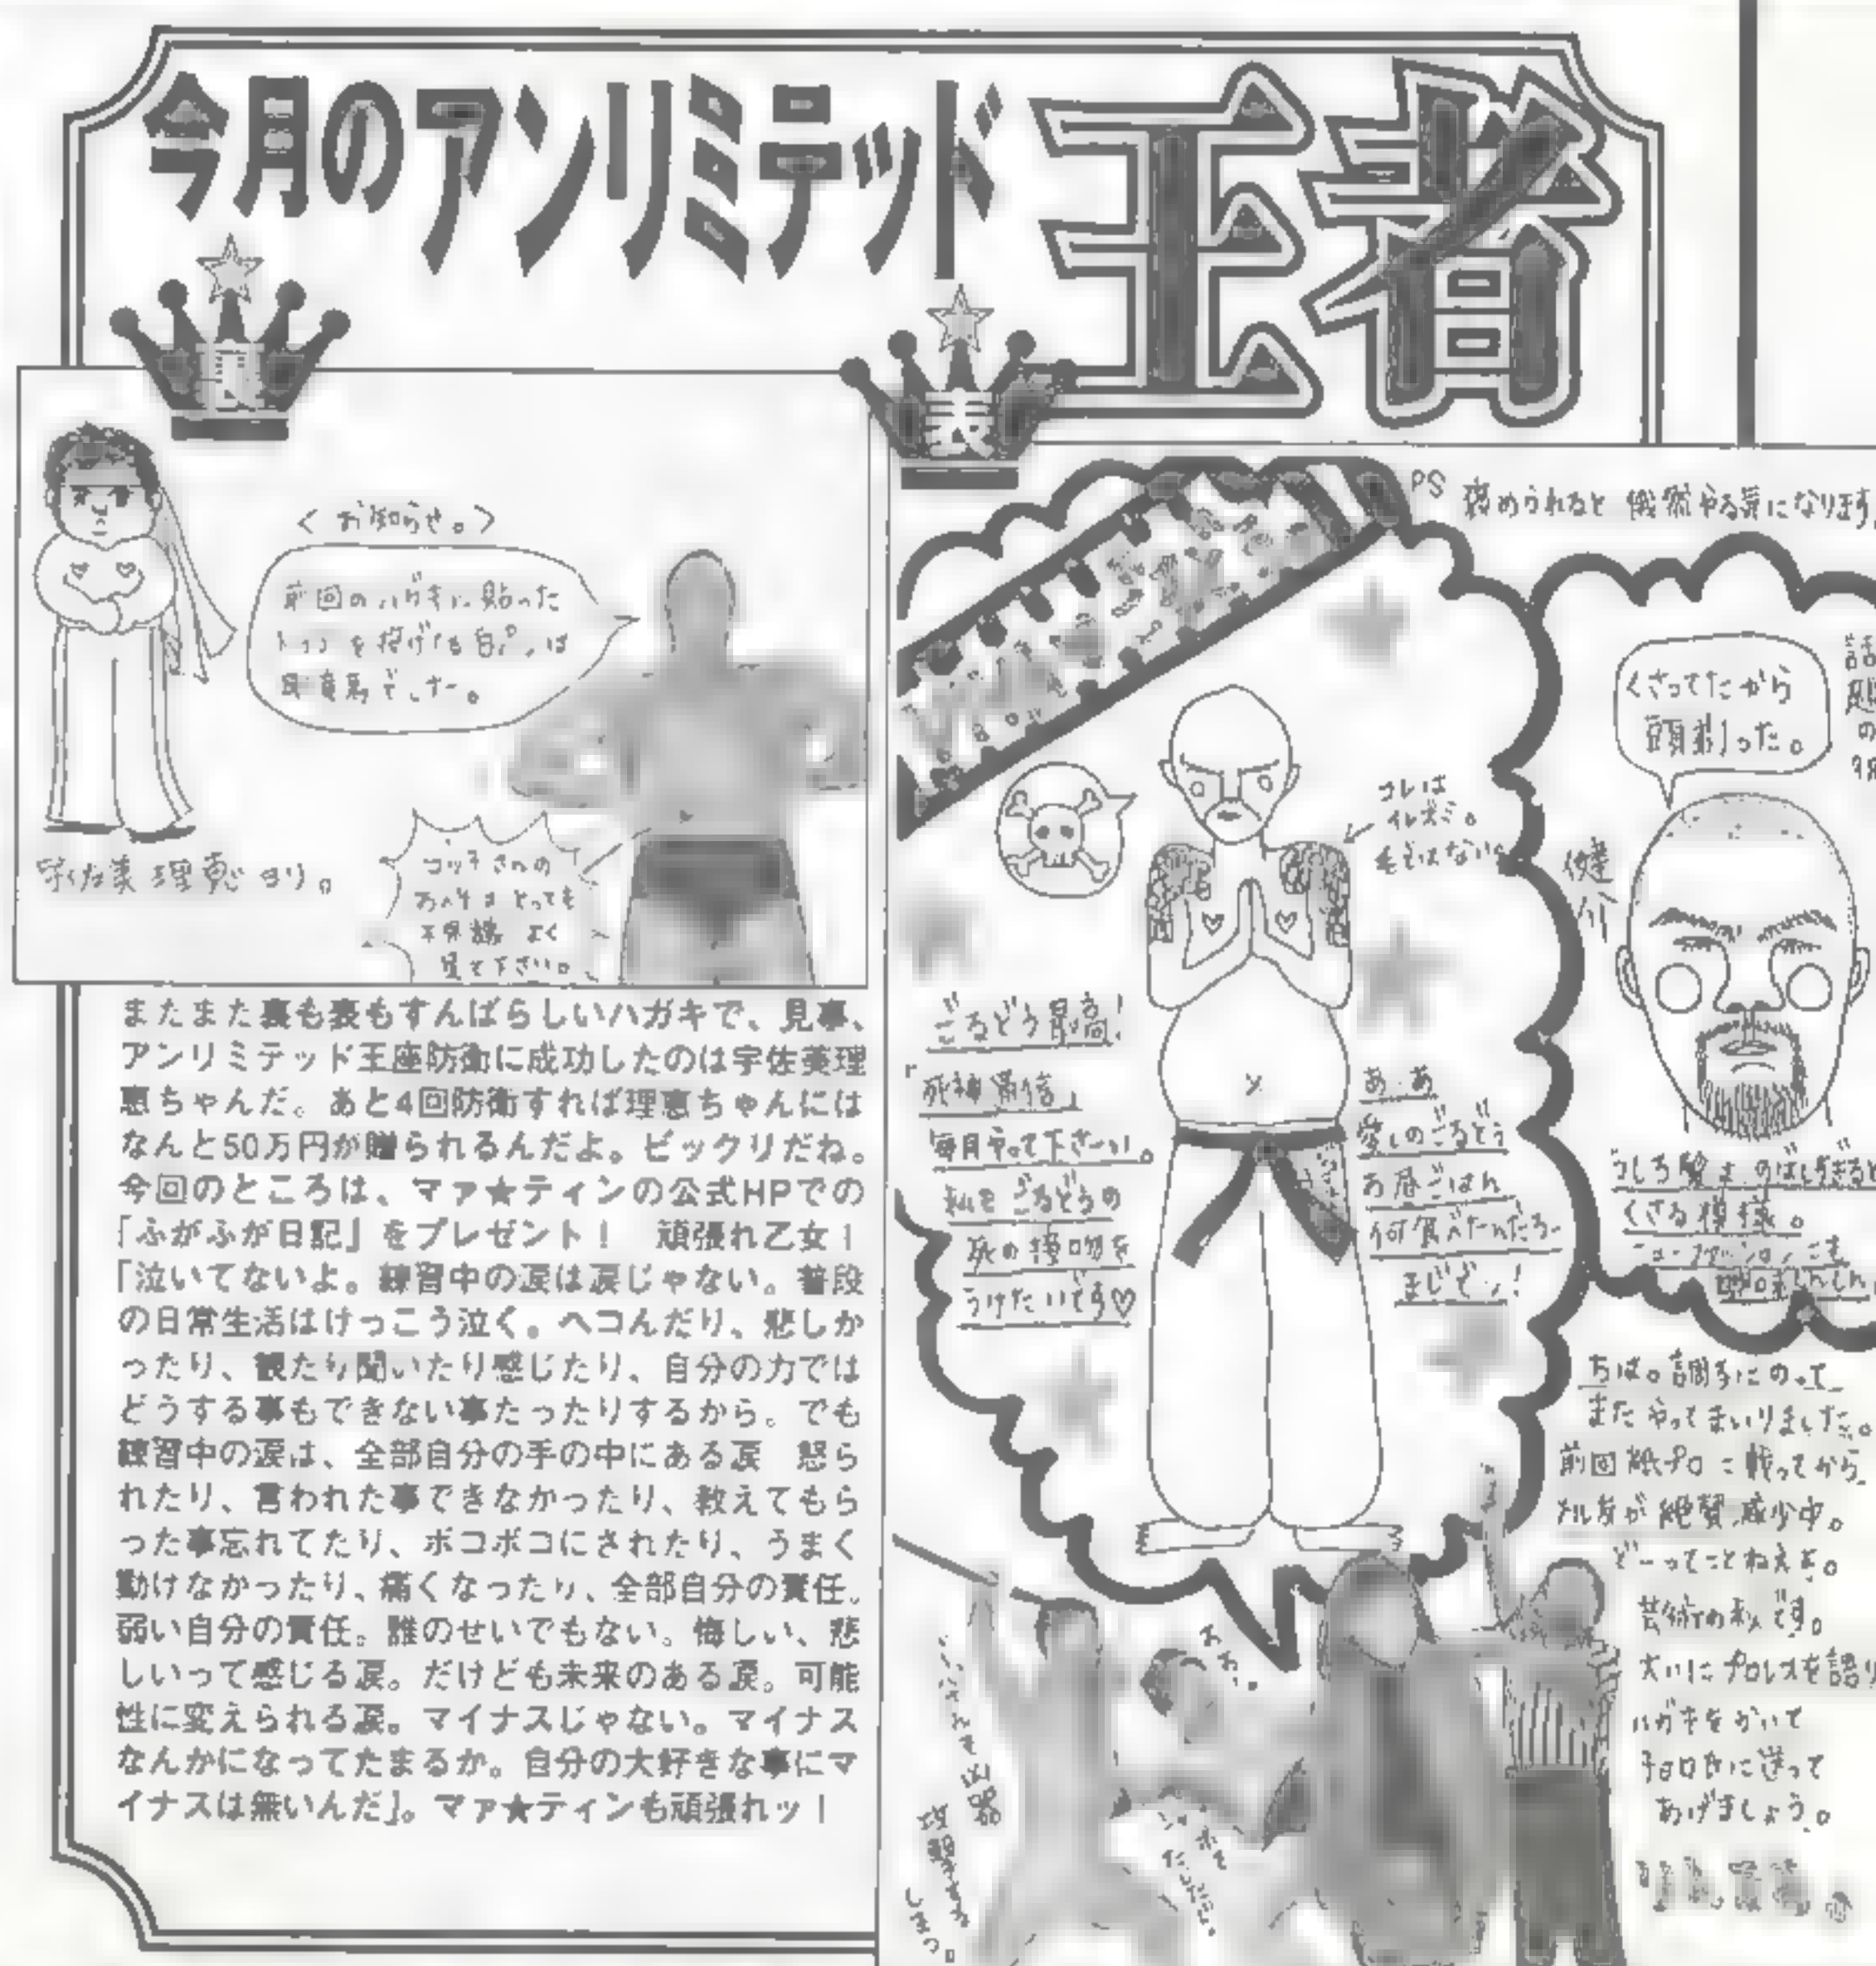 今月のアンリミテッド王者
裏
表
〈お知らせ。〉
前回のハガキに貼った
宇佐美理恵より。
ゴッチさんの
おヘソはとっても
不思議 よく
見て下さい。
またまた裏も表もすんばらしいハガキで、見事、
アンリミテッド王座防衛に成功したのは宇佐美理
恵ちゃんだ。あと4回防衛すれば理恵ちゃんには
なんと50万円が贈られるんだよ。ビックリだね。
今回のところは、マァ★ティンの公式HPでの
「ふがふが日記」をプレゼント！　頑張れ乙女！
「泣いてないよ。練習中の涙は涙じゃない。普段
の日常生活はけっこう泣く。ヘコんだり、悲しか
ったり、観たり聞いたり感じたり、自分の力では
どうする事もできない事たったりするから。でも
練習中の涙は、全部自分の手の中にある涙　怒ら
れたり、言われた事できなかったり、教えてもら
った事忘れてたり、ボコボコにされたり、うまく
動けなかったり、痛くなったり、全部自分の責任。
弱い自分の責任。誰のせいでもない。悔しい、悲
しいって感じる涙。だけども未来のある涙。可能
性に変えられる涙。マイナスじゃない。マイナス
なんかになってたまるか。自分の大好きな事にマ
イナスは無いんだ」。マァ★ティンも頑張れッ！
PS 褒められると 俄然やる気になります。
くさってたから
頭剃った。
健介
コレは
イレズミ。
毛ではない。
ごるどう最高！
「死神通信」
毎月やって下さーい。
私もごるどうの
死の接吻を
うけたいです♡
あぁ
愛しのごるどう
お昼ごはん
何食べたんだろー
まじでッ！
うしろ髪は のばしすぎると
くさる模様。
ちは。調子にのって
またやってまいりました。
前回紙プロに載ってから
メル友が絶賛減少中。
どーってことねえよ。
芸術の秋です。
大いにプロレスを語り
ハガキをかいて
あげましょう。
凶器
攻撃
しまっ。